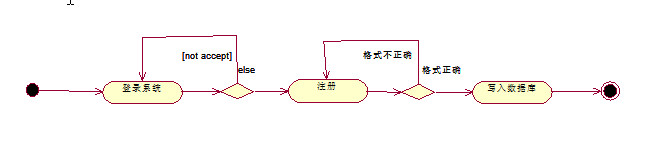 [not accept]
else
登录系统
格式不正确
格式正确
注册
写入数据库